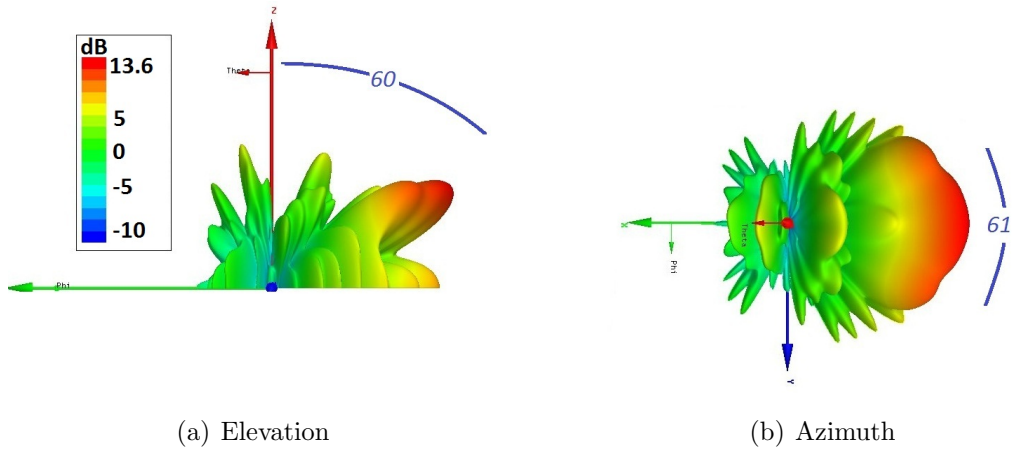 Z
dB
13.6
5
0
-5
-10
Theta
60
Phi
X
Theta
Phi
61
Y
(a) Elevation
(b) Azimuth